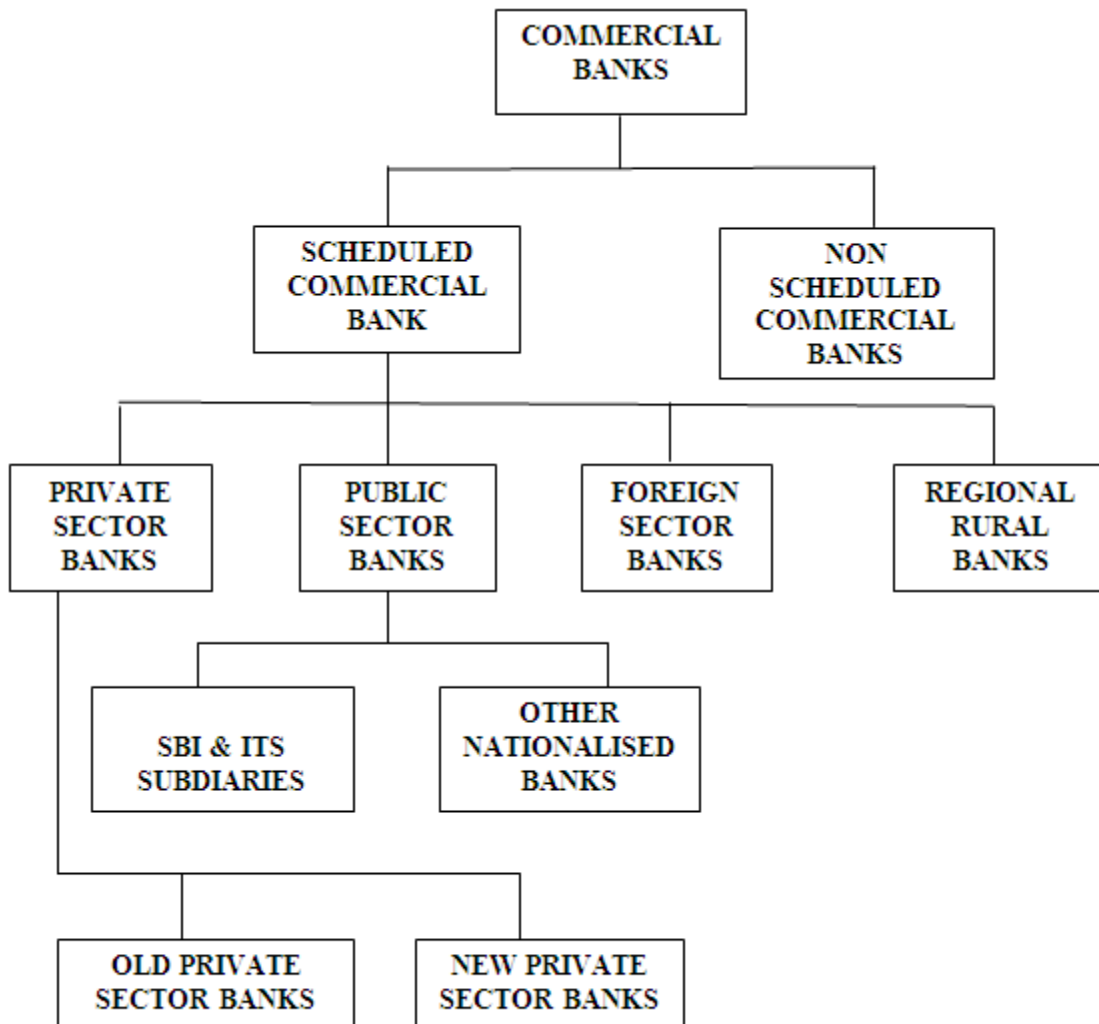 COMMERCIAL
BANKS
SCHEDULED
COMMERCIAL
BANK
NON
SCHEDULED
COMMERCIAL
BANKS
PRIVATE
SECTOR
BANKS
PUBLIC
SECTOR
BANKS
FOREIGN
SECTOR
BANKS
REGIONAL
RURAL
BANKS
SBI & ITS
SUBDIARIES
OTHER
NATIONALISED
BANKS
OLD PRIVATE
SECTOR BANKS
NEW PRIVATE
SECTOR BANKS